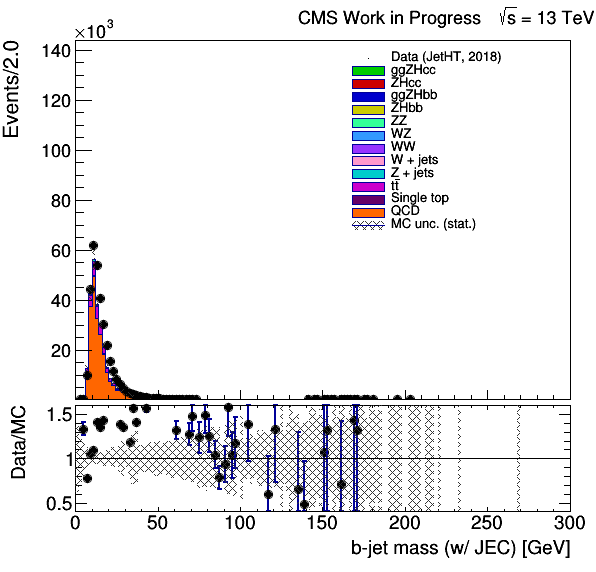 CMS Work in Progress √s = 13 TeV
×10³
Events/2.0
140
120
100
80
60
40
20
Data (JetHT, 2018)
ggZHcc
ZHcc
ggZHbb
ZHbb
ZZ
WZ
WW
W + jets
Z + jets
tt̄
Single top
QCD
MC unc. (stat.)
Data/MC
1.5
1
0.5
0 50 100 150 200 250 300
b-jet mass (w/ JEC) [GeV]